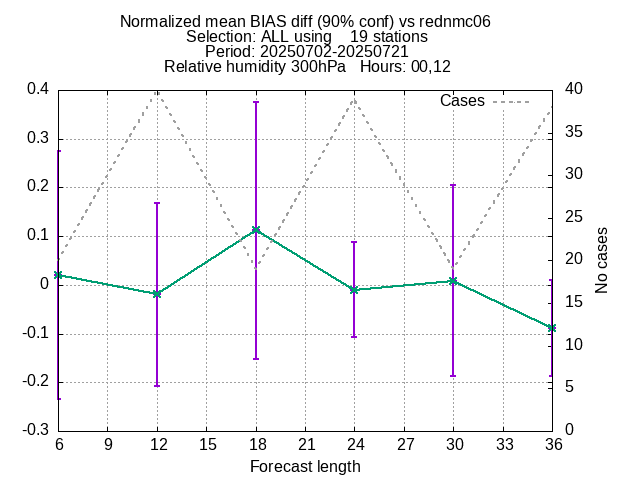 Normalized mean BIAS diff (90% conf) vs rednmc06
Selection: ALL using    19 stations
Period: 20250702-20250721
Relative humidity 300hPa   Hours: 00,12
Cases
0.4
0.3
0.2
0.1
0
-0.1
-0.2
-0.3
40
35
30
25
20
15
10
5
0
No cases
6 9 12 15 18 21 24 27 30 33 36
Forecast length